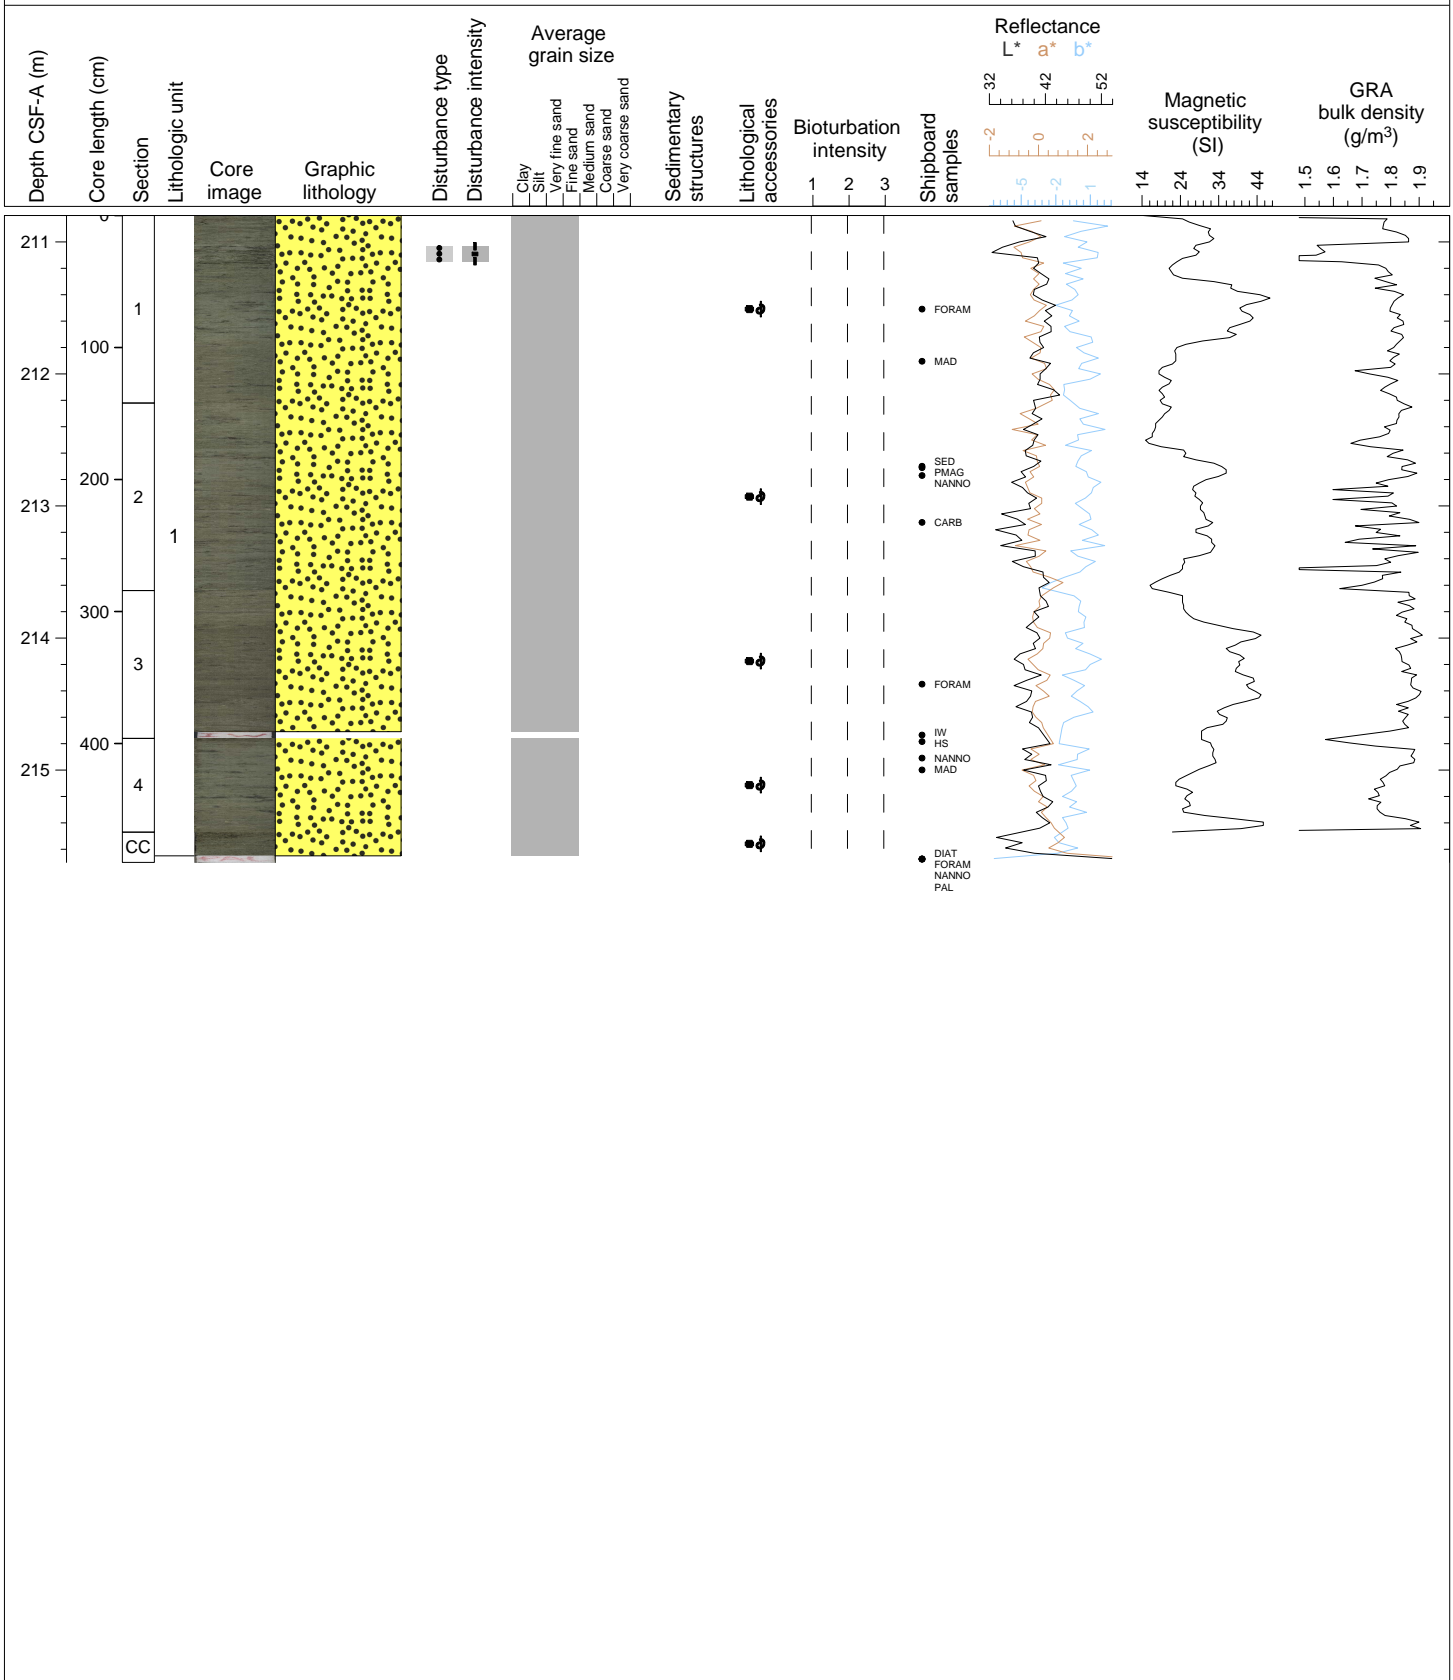 Depth CSF-A (m)
Core length (cm)
Section
Lithologic unit
Core
image
Graphic
lithology
Disturbance type
Disturbance intensity
Average
grain size
Clay
Silt
Very fine sand
Fine sand
Medium sand
Coarse sand
Very coarse sand
Sedimentary
structures
Lithological
accessories
Bioturbation
intensity
1 2 3
Shipboard
samples
Reflectance
L* a* b*
32 42 52
-2 0 2
-5 -2 1
Magnetic
susceptibility
(SI)
14 24 34 44
GRA
bulk density
(g/m3)
1.5 1.6 1.7 1.8 1.9
0
211
1
FORAM
100
MAD
212
SED
PMAG
200
NANNO
2
213
CARB
1
300
214
3
FORAM
IW
400
HS
NANNO
215
MAD
4
CC
DIAT
FORAM
NANNO
PAL